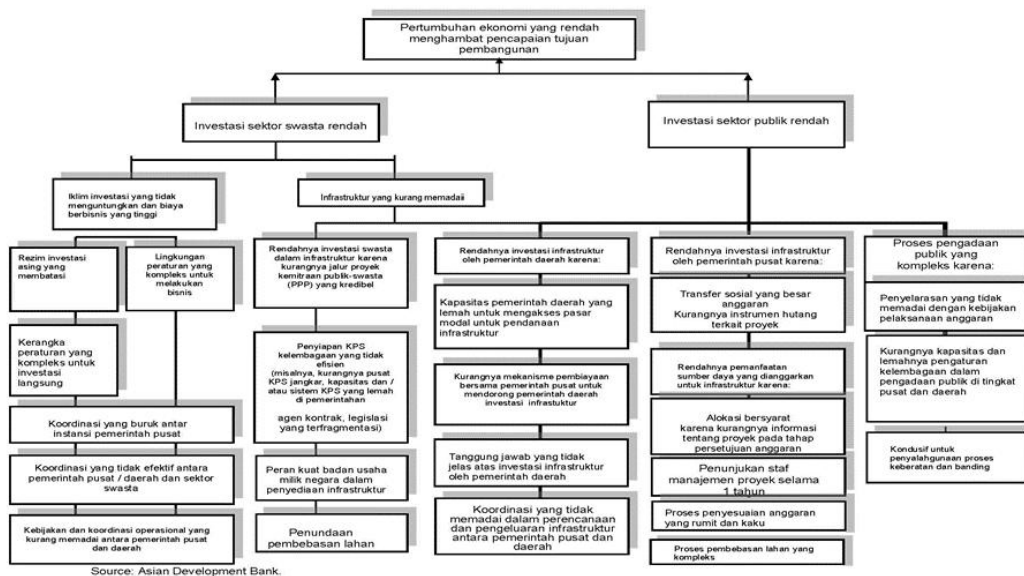 Pertumbuhan ekonomi yang rendah
menghambat pencapaian tujuan
pembangunan
Investasi sektor swasta rendah
Investasi sektor publik rendah
Iklim investasi yang tidak
menguntungkan dan biaya
berbisnis yang tinggi
Infrastruktur yang kurang memadaii
Rezim investasi
asing yang
membatasi
Lingkungan
peraturan yang
kompleks untuk
melakukan
bisnis
Kerangka
peraturan yang
kompleks untuk
investasi
langsung
Koordinasi yang buruk antar
instansi pemerintah pusat
Koordinasi yang tidak efektif antara
pemerintah pusat / daerah dan sektor
swasta
Kebijakan dan koordinasi operasional yang
kurang memadai antara pemerintah pusat
dan daerah
Rendahnya investasi swasta
dalam infrastruktur karena
kurangnya jalur proyek
kemitraan publik-swasta
(PPP) yang kredibel
Penyiapan KPS
kelembagaan yang tidak
efisien
(misalnya, kurangnya pusat
KPS jangkar, kapasitas dan /
atau sistem KPS yang lemah
di pemerintahan
agen kontrak, legislasi
yang terfragmentasi)
Peran kuat badan usaha
milik negara dalam
penyediaan infrastruktur
Penundaan
pembebasan lahan
Rendahnya investasi infrastruktur
oleh pemerintah daerah karena:
Kapasitas pemerintah daerah yang
lemah untuk mengakses pasar
modal untuk pendanaan
infrastruktur
Kurangnya mekanisme pembiayaan
bersama pemerintah pusat untuk
mendorong pemerintah daerah
investasi infrastuktur
Tanggung jawab yang tidak
jelas atas investasi infrastruktur
oleh pemerintah daerah
Koordinasi yang tidak
memadai dalam perencanaan
dan pengeluaran infrastruktur
antara pemerintah pusat dan
daerah
Rendahnya investasi infrastruktur
oleh pemerintah pusat karena:
Transfer sosial yang besar
anggaran
Kurangnya instrumen hutang
terkait proyek
Rendahnya pemanfaatan
sumber daya yang dianggarkan
untuk infrastruktur karena:
Alokasi bersyarat
karena kurangnya informasi
tentang proyek pada tahap
persetujuan anggaran
Penunjukan staf
manajemen proyek selama
1 tahun
Proses penyesuaian anggaran
yang rumit dan kaku
Proses pembebasan lahan yang
kompleks
Proses pengadaan
publik yang
kompleks karena:
Penyelarasan yang tidak
memadai dengan kebijakan
pelaksanaan anggaran
Kurangnya kapasitas dan
lemahnya pengaturan
kelembagaan dalam
pengadaan publik di tingkat
pusat dan daerah
Kondusif untuk
penyalahgunaan proses
keberatan dan banding
Source: Asian Development Bank.